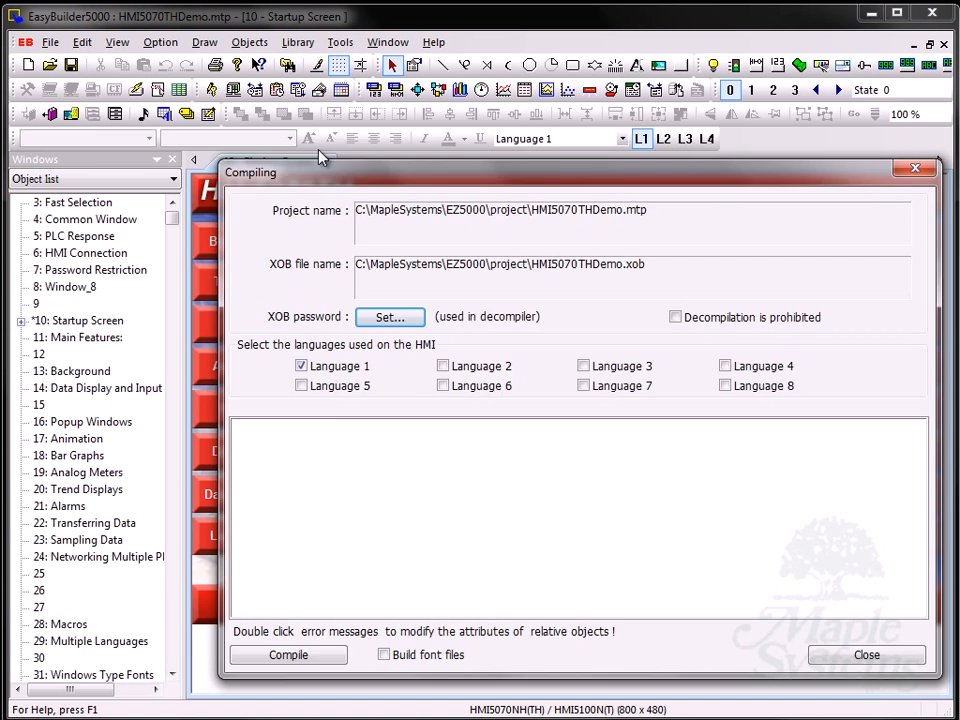 EasyBuilder5000 : HMI5070THDemo.mtp - [10 - Startup Screen ]
EB File Edit View Option Draw Objects Library Tools Window Help
0 1 2 3 State 0
100 %
Language 1 L1 L2 L3 L4
Windows
Object list
3: Fast Selection
4: Common Window
5: PLC Response
6: HMI Connection
7: Password Restriction
8: Window_8
9
*10: Startup Screen
11: Main Features:
12
13: Background
14: Data Display and Input
15
16: Popup Windows
17: Animation
18: Bar Graphs
19: Analog Meters
20: Trend Displays
21: Alarms
22: Transferring Data
23: Sampling Data
24: Networking Multiple Pl
25
26
27
28: Macros
29: Multiple Languages
30
31: Windows Type Fonts
Compiling
Project name : C:\MapleSystems\EZ5000\project\HMI5070THDemo.mtp
XOB file name : C:\MapleSystems\EZ5000\project\HMI5070THDemo.xob
XOB password : Set... (used in decompiler) Decompilation is prohibited
Select the languages used on the HMI
Language 1 Language 2 Language 3 Language 4
Language 5 Language 6 Language 7 Language 8
Double click error messages to modify the attributes of relative objects !
Compile Build font files Close
Maple
Systems
For Help, press F1 HMI5070NH(TH) / HMI5100N(T) (800 x 480)